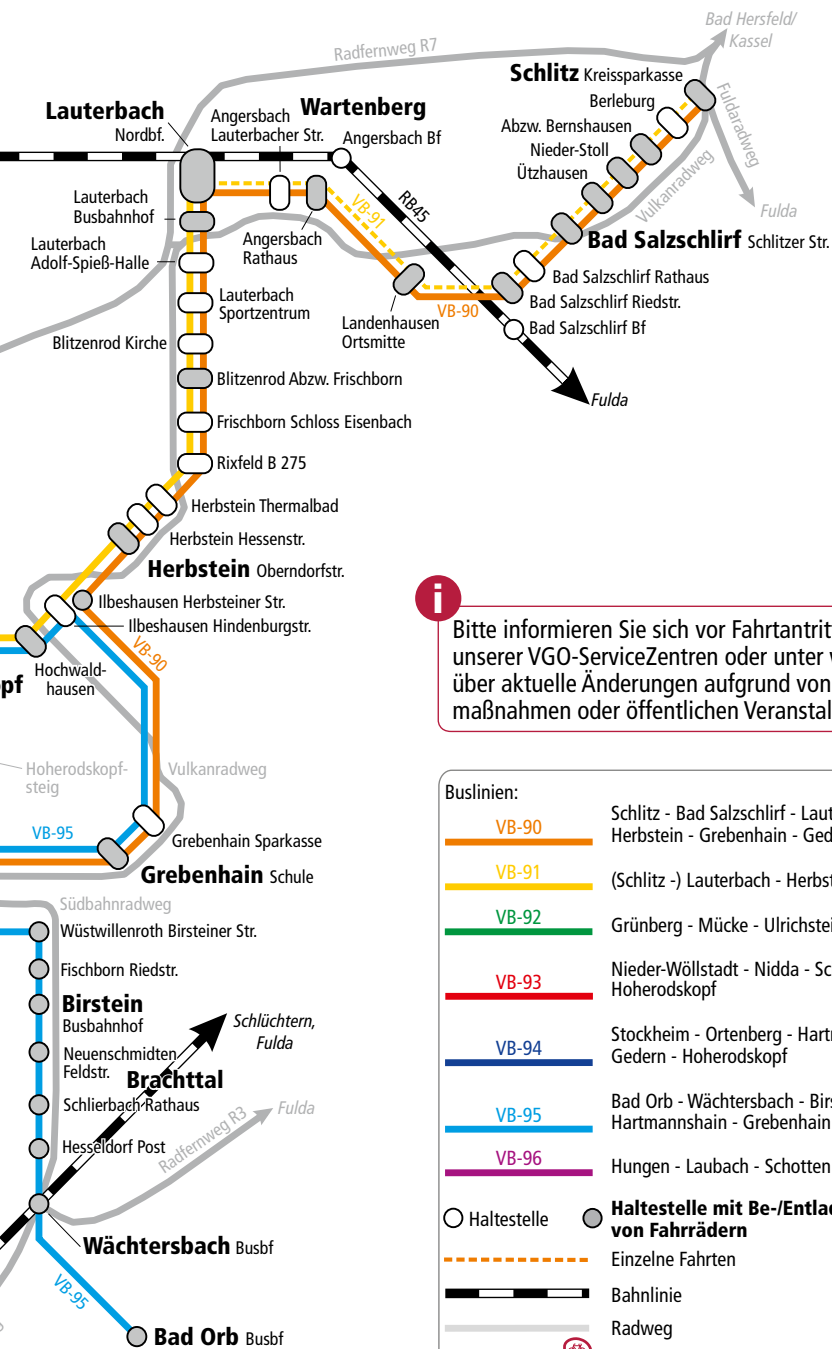 Bad Hersfeld/
Kassel
Radfernweg R7
Schlitz Kreissparkasse
Berleburg
Abzw. Bernshausen
Nieder-Stoll
Ützhausen
Fuldaradweg
Vulkanradweg
Fulda
Lauterbach
Nordbf.
Angersbach
Lauterbacher Str.
Wartenberg
Angersbach Bf
RB45
VB-91
Lauterbach
Busbahnhof
Lauterbach
Adolf-Spieß-Halle
Angersbach
Rathaus
Bad Salzschlirf Schlitzer Str.
Bad Salzschlirf Rathaus
Bad Salzschlirf Riedstr.
Bad Salzschlirf Bf
Lauterbach
Sportzentrum
Landenhausen
Ortsmitte
VB-90
Blitzenrod Kirche
Blitzenrod Abzw. Frischborn
Fulda
Frischborn Schloss Eisenbach
Rixfeld B 275
Herbstein Thermalbad
Herbstein Hessenstr.
Herbstein Oberndorfstr.
Ilbeshausen Herbsteiner Str.
Ilbeshausen Hindenburgstr.
VB-90
pf
Hochwald-
hausen
i
Bitte informieren Sie sich vor Fahrtantrit
unserer VGO-ServiceZentren oder unter
über aktuelle Änderungen aufgrund von
maßnahmen oder öffentlichen Veranstal
Hoherodskopf-
steig
Vulkanradweg
VB-95
Grebenhain Sparkasse
Grebenhain Schule
Südbahnradweg
Wüstwillenroth Birsteiner Str.
Fischborn Riedstr.
Birstein
Busbahnhof
Neuenschmidten
Feldstr.
Brachttal
Schlierbach Rathaus
Hesseldorf Post
Schlüchtern,
Fulda
Radfernweg R3
Fulda
Wächtersbach Busbf
VB-95
Bad Orb Busbf
Buslinien:
VB-90
Schlitz - Bad Salzschlirf - Laut
Herbstein - Grebenhain - Ged
VB-91
(Schlitz -) Lauterbach - Herbst
VB-92
Grünberg - Mücke - Ulrichstei
VB-93
Nieder-Wöllstadt - Nidda - Sc
Hoherodskopf
VB-94
Stockheim - Ortenberg - Hart
Gedern - Hoherodskopf
VB-95
Bad Orb - Wächtersbach - Birs
Hartmannshain - Grebenhain
VB-96
Hungen - Laubach - Schotten
Haltestelle
Haltestelle mit Be-/Entlad
von Fahrrädern
Einzelne Fahrten
Bahnlinie
Radweg